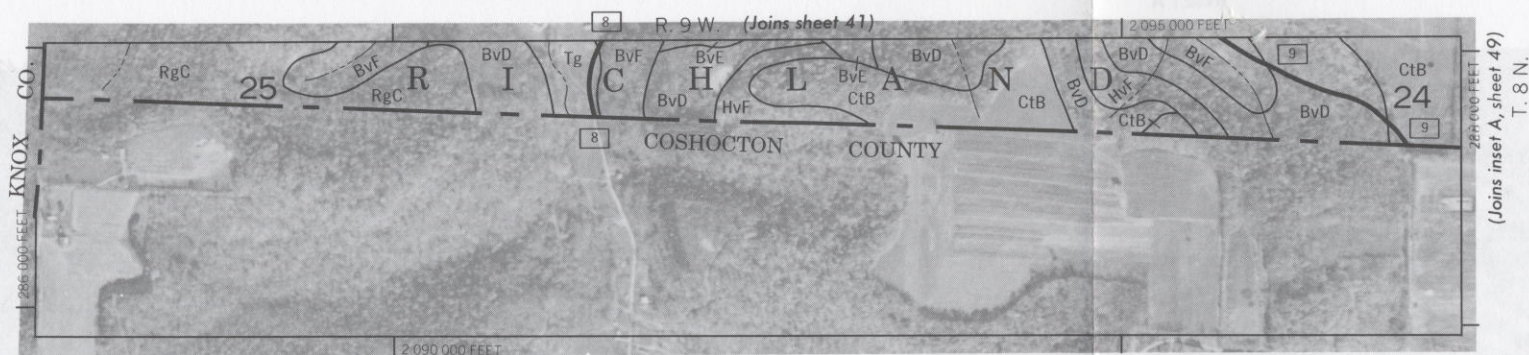 8 R. 9 W. (Joins sheet 41) 2 095 000 FEET
RgC
25
BvF
RgC
BvD
Tg
BvF
BvD
BvE
HvF
BvE
CtB
BvD
CtB
BvD
BvD
HvF
CtB
BvF
BvD
9
CtB
24
9
RICHLAND
8
COSHOCTON COUNTY
KNOX CO.
286 000 FEET
2 090 000 FEET
288 000 FEET
(Joins inset A, sheet 49)
T. 8 N.